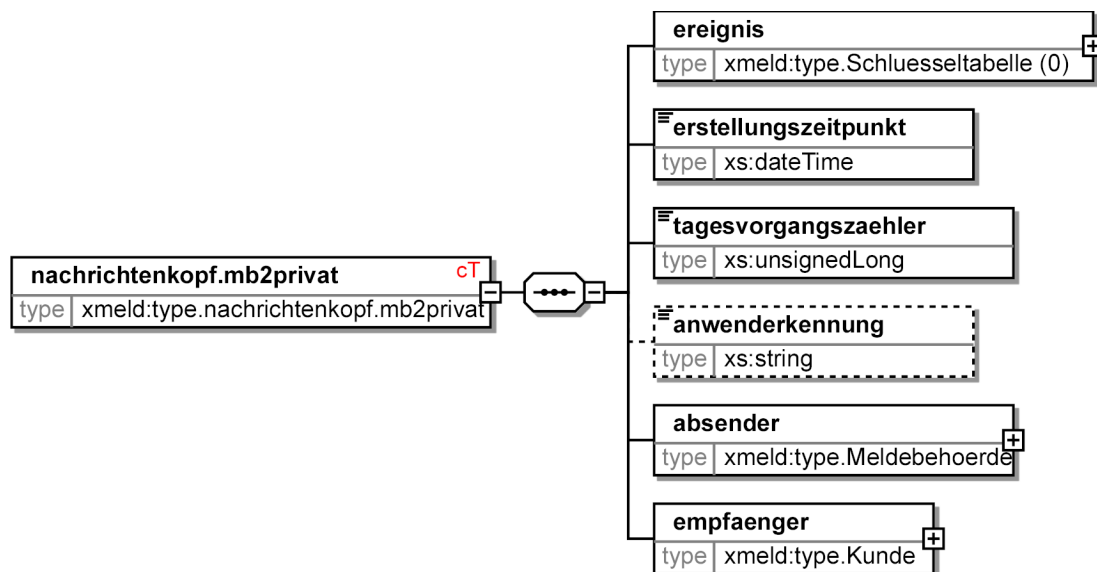 ereignis
type xmeld:type.Schluesseltabelle (0)
erstellungszeitpunkt
type xs:dateTime
tagesvorgangszaehler
type xs:unsignedLong
nachrichtenkopf.mb2privat cT
type xmeld:type.nachrichtenkopf.mb2privat
anwenderkennung
type xs:string
absender
type xmeld:type.Meldebehoerde
empfaenger
type xmeld:type.Kunde